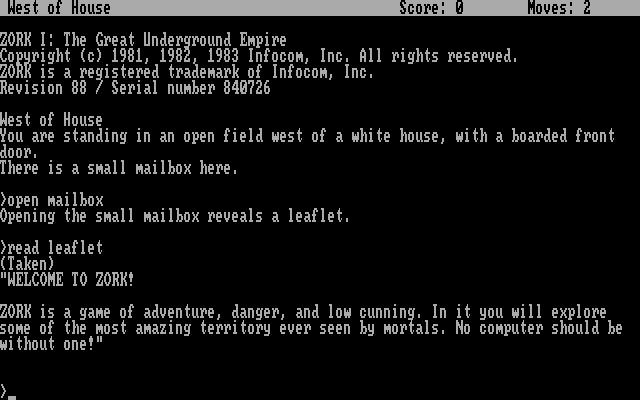 West of House Score: 0 Moves: 2
ZORK I: The Great Underground Empire
Copyright (c) 1981, 1982, 1983 Infocom, Inc. All rights reserved.
ZORK is a registered trademark of Infocom, Inc.
Revision 88 / Serial number 840726
West of House
You are standing in an open field west of a white house, with a boarded front
door.
There is a small mailbox here.
>open mailbox
Opening the small mailbox reveals a leaflet.
>read leaflet
(Taken)
"WELCOME TO ZORK!
ZORK is a game of adventure, danger, and low cunning. In it you will explore
some of the most amazing territory ever seen by mortals. No computer should be
without one!"
>_